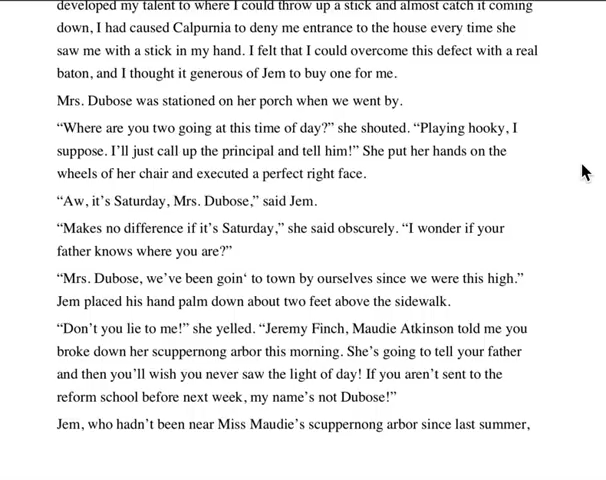 developed my talent to where I could throw up a stick and almost catch it coming
down, I had caused Calpurnia to deny me entrance to the house every time she
saw me with a stick in my hand. I felt that I could overcome this defect with a real
baton, and I thought it generous of Jem to buy one for me.
Mrs. Dubose was stationed on her porch when we went by.
“Where are you two going at this time of day?” she shouted. “Playing hooky, I
suppose. I’ll just call up the principal and tell him!” She put her hands on the
wheels of her chair and executed a perfect right face.
“Aw, it’s Saturday, Mrs. Dubose,” said Jem.
“Makes no difference if it’s Saturday,” she said obscurely. “I wonder if your
father knows where you are?”
“Mrs. Dubose, we’ve been goin‘ to town by ourselves since we were this high.”
Jem placed his hand palm down about two feet above the sidewalk.
“Don’t you lie to me!” she yelled. “Jeremy Finch, Maudie Atkinson told me you
broke down her scuppernong arbor this morning. She’s going to tell your father
and then you’ll wish you never saw the light of day! If you aren’t sent to the
reform school before next week, my name’s not Dubose!”
Jem, who hadn’t been near Miss Maudie’s scuppernong arbor since last summer,